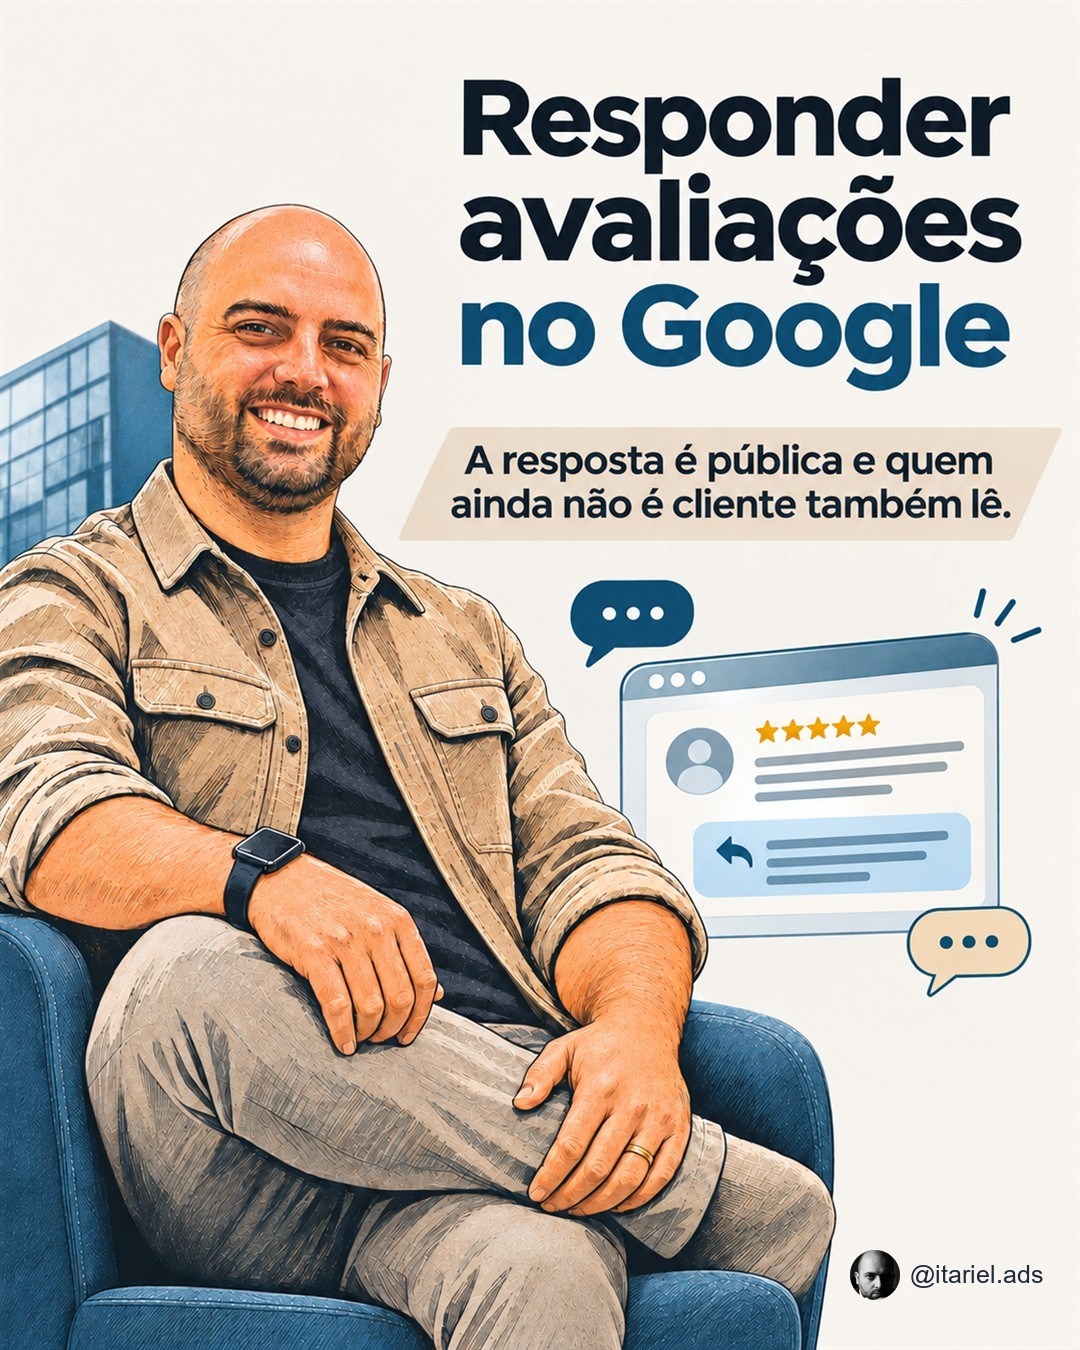 Responder
avaliações
no Google
A resposta é pública e quem
ainda não é cliente também lê.
@itariel.ads